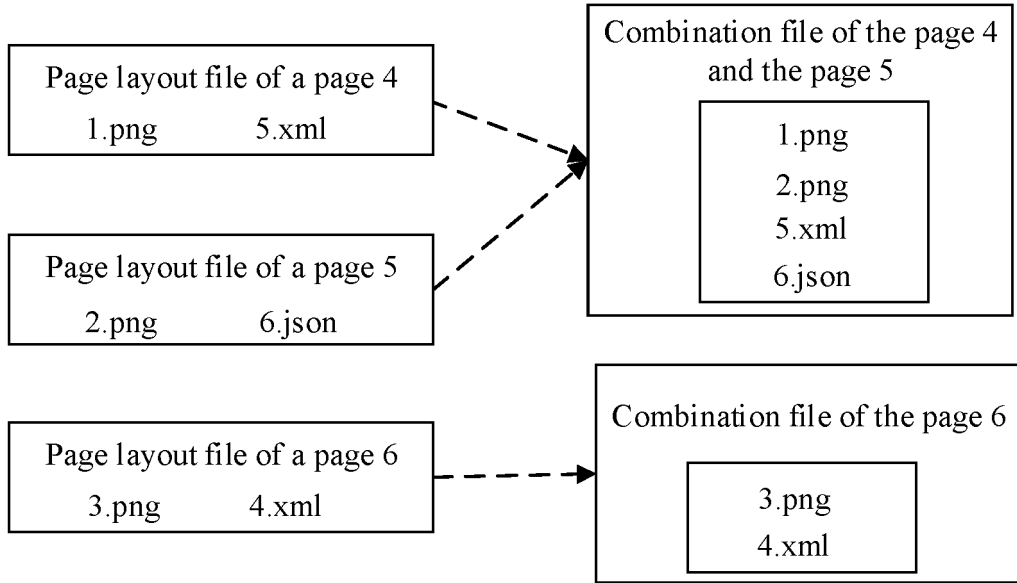 Page layout file of a page 4
1.png 5.xml
Page layout file of a page 5
2.png 6.json
Page layout file of a page 6
3.png 4.xml
Combination file of the page 4
and the page 5
1.png
2.png
5.xml
6.json
Combination file of the page 6
3.png
4.xml